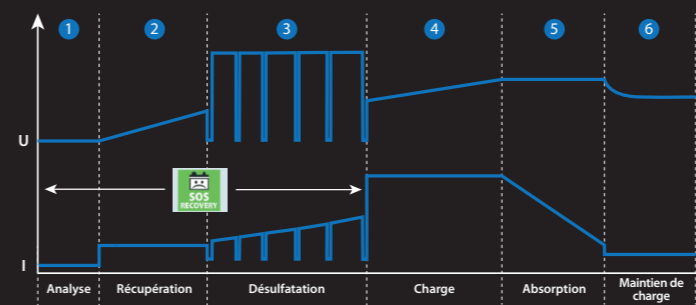 1
2
3
4
5
6
U
SOS
RECOVERY
I
Analyse
Récupération
Désulfatation
Charge
Absorption
Maintien de
charge